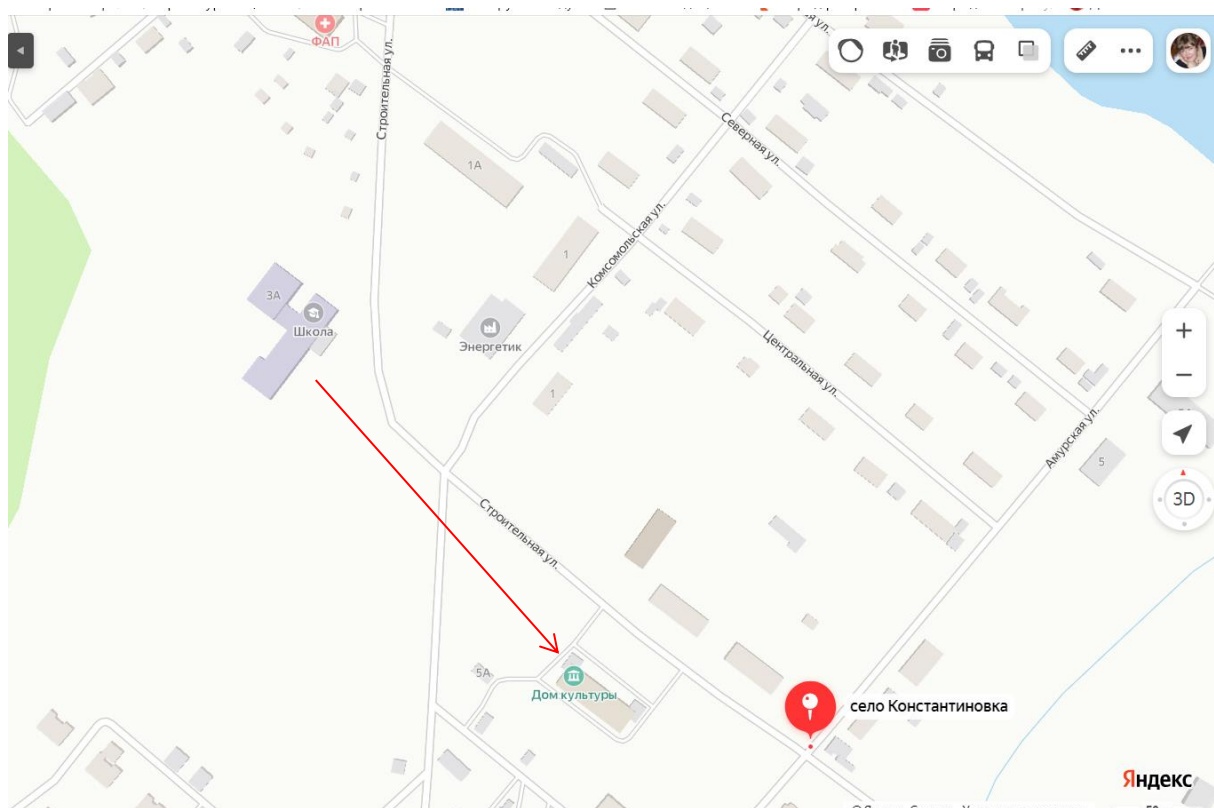 ФАП
Строительная ул.
Северная ул.
1А
Комсомольская ул.
1
3А
Школа
Энергетик
Центральная ул.
1
Амурская ул.
5
3D
Строительная ул.
5А
Дом культуры
село Константиновка
Яндекс